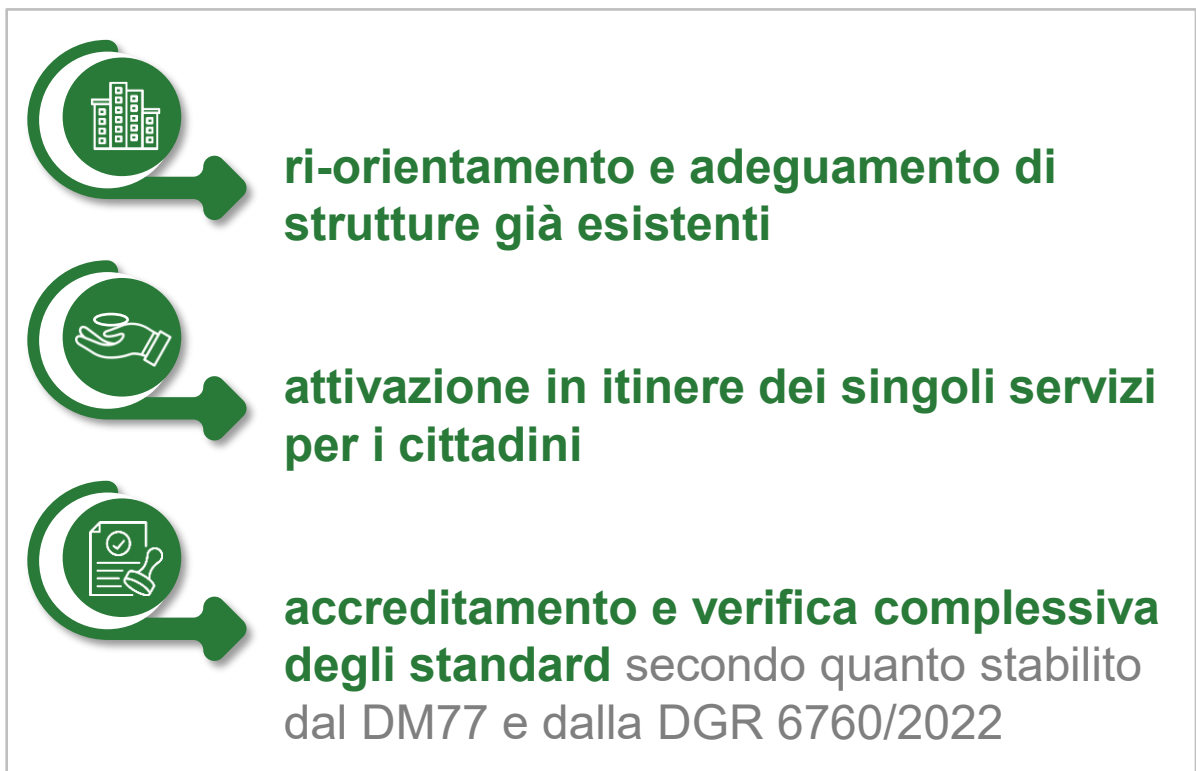 ri-orientamento e adeguamento di
strutture già esistenti
attivazione in itinere dei singoli servizi
per i cittadini
accreditamento e verifica complessiva
degli standard secondo quanto stabilito
dal DM77 e dalla DGR 6760/2022